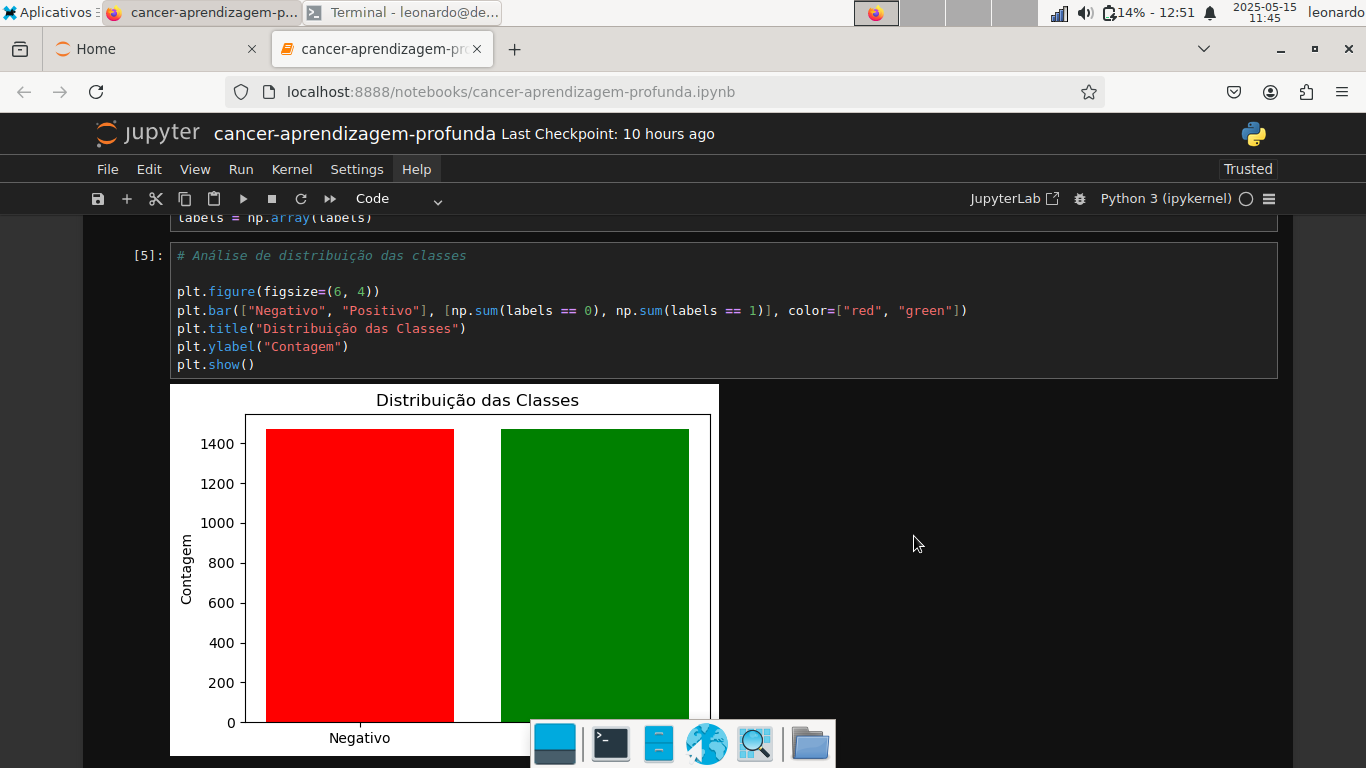 Aplicativos
cancer-aprendizagem-p...
Terminal - leonardo@de...
14% - 12:51
2025-05-15
11:45
leonardo
Home
cancer-aprendizagem-pro
localhost:8888/notebooks/cancer-aprendizagem-profunda.ipynb
jupyter
cancer-aprendizagem-profunda Last Checkpoint: 10 hours ago
File Edit View Run Kernel Settings Help
Trusted
Code
JupyterLab
Python 3 (ipykernel)
labels = np.array(labels)
[5]:
# Análise de distribuição das classes
plt.figure(figsize=(6, 4))
plt.bar(["Negativo", "Positivo"], [np.sum(labels == 0), np.sum(labels == 1)], color=["red", "green"])
plt.title("Distribuição das Classes")
plt.ylabel("Contagem")
plt.show()
Distribuição das Classes
1400
1200
1000
800
600
400
200
0
Contagem
Negativo